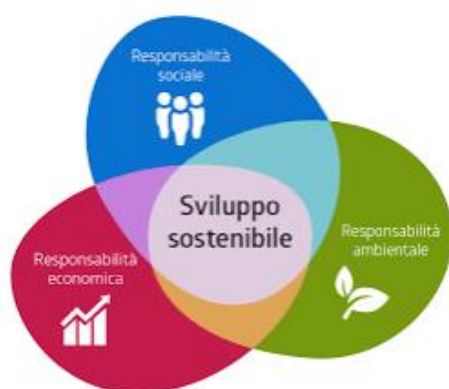 Responsabilità
sociale
Sviluppo
sostenibile
Responsabilità
ambientale
Responsabilità
economica